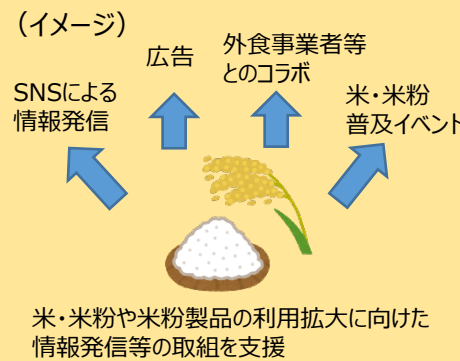 （イメージ）
広告
外食事業者等
とのコラボ
SNSによる
情報発信
米・米粉
普及イベント
米・米粉や米粉製品の利用拡大に向けた
情報発信等の取組を支援